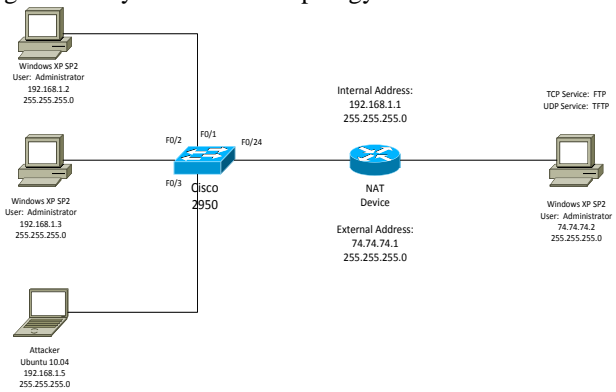 Windows XP SP2
User: Administrator
192.168.1.2
255.255.255.0
Internal Address:
192.168.1.1
255.255.255.0
TCP Service: FTP
UDP Service: TFTP
F0/2
F0/1
F0/24
F0/3
Cisco
2950
NAT
Device
Windows XP SP2
User: Administrator
192.168.1.3
255.255.255.0
Windows XP SP2
User: Administrator
74.74.74.2
255.255.255.0
External Address:
74.74.74.1
255.255.255.0
Attacker
Ubuntu 10.04
192.168.1.5
255.255.255.0